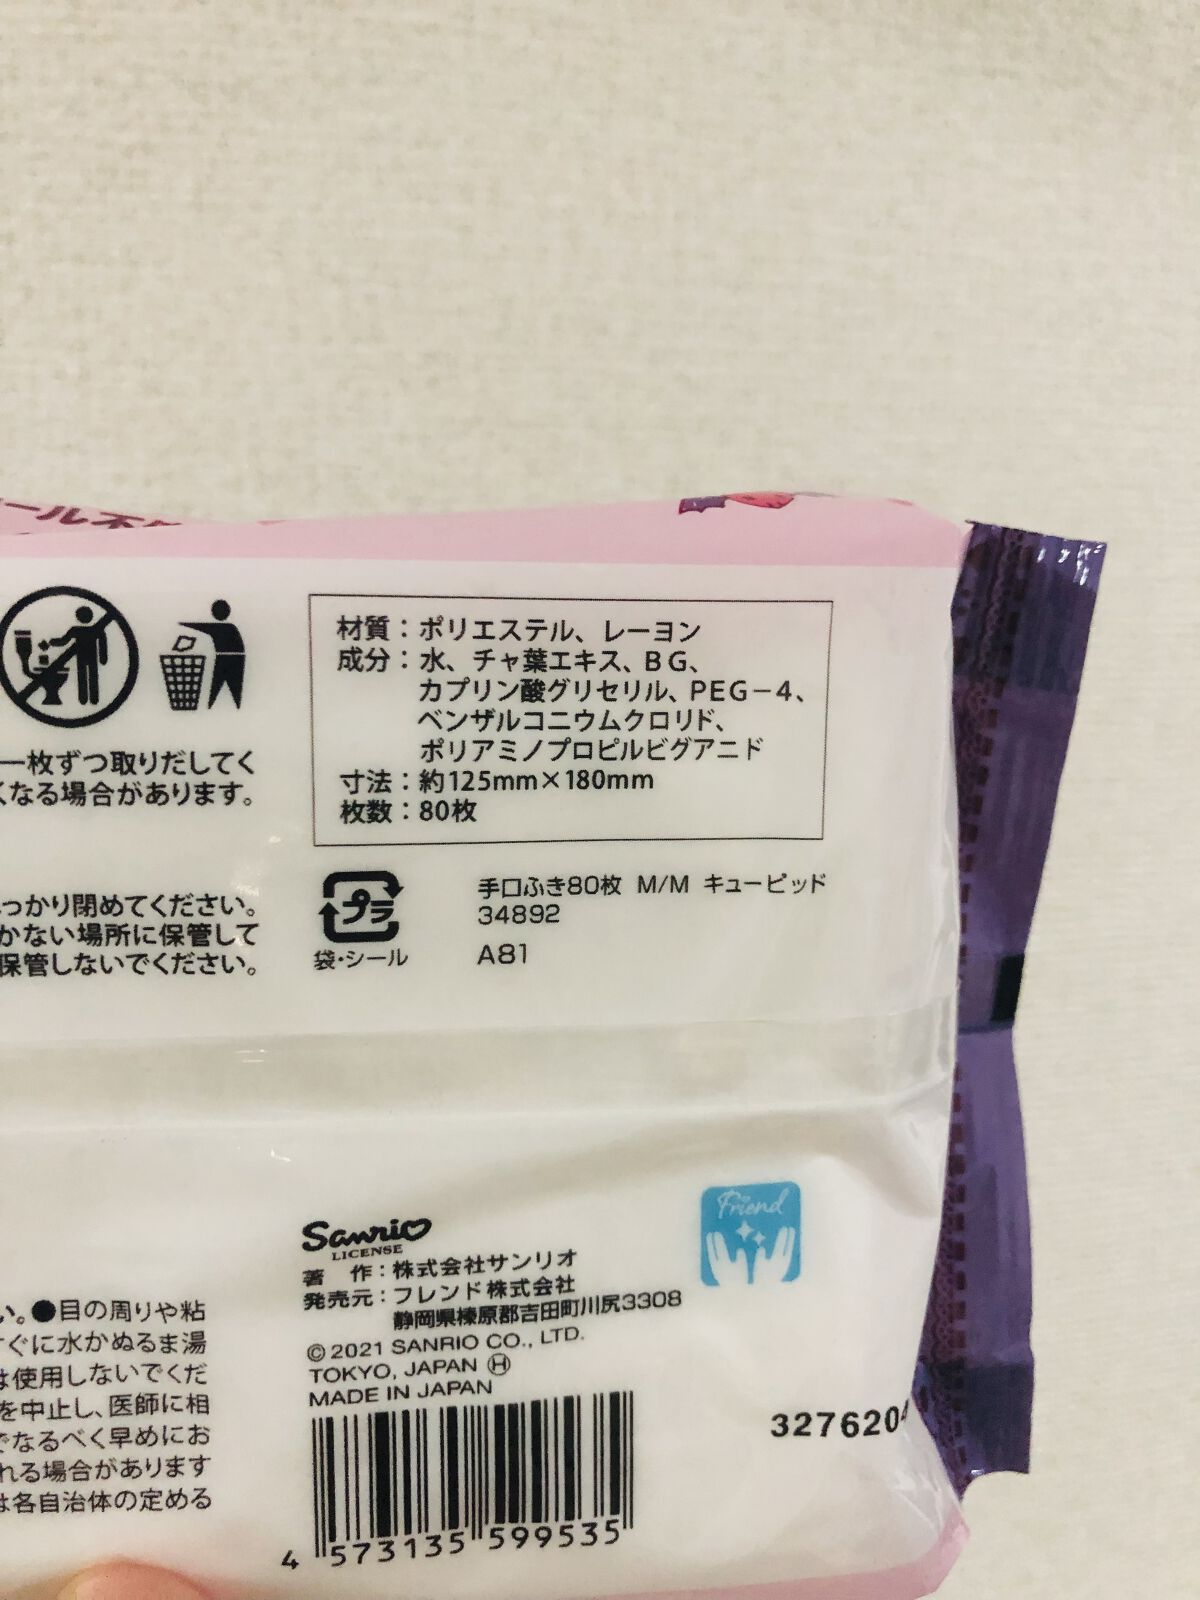 ール不
材質：ポリエステル、レーヨン
成分：水、チャ葉エキス、BG、
カプリン酸グリセリル、PEG－4、
ベンザルコニウムクロリド、
ポリアミノプロピルビグアニド
寸法：約125mm×180mm
枚数：80枚
一枚ずつ取りだしてく
くなる場合があります。
っかり閉めてください。
かない場所に保管して
保管しないでください。
プラ
袋・シール
手口ふき80枚 M/M キューピッド
34892
A81
Sanrio
LICENSE
著 作：株式会社サンリオ
発売元：フレンド株式会社
静岡県榛原郡吉田町川尻3308
©2021 SANRIO CO., LTD.
TOKYO, JAPAN Ⓗ
MADE IN JAPAN
Friend
い。●目の周りや粘
すぐに水かぬるま湯
は使用しないでくだ
を中止し、医師に相
でなるべく早めにお
れる場合があります
は各自治体の定める
3276204
4 573135 599535